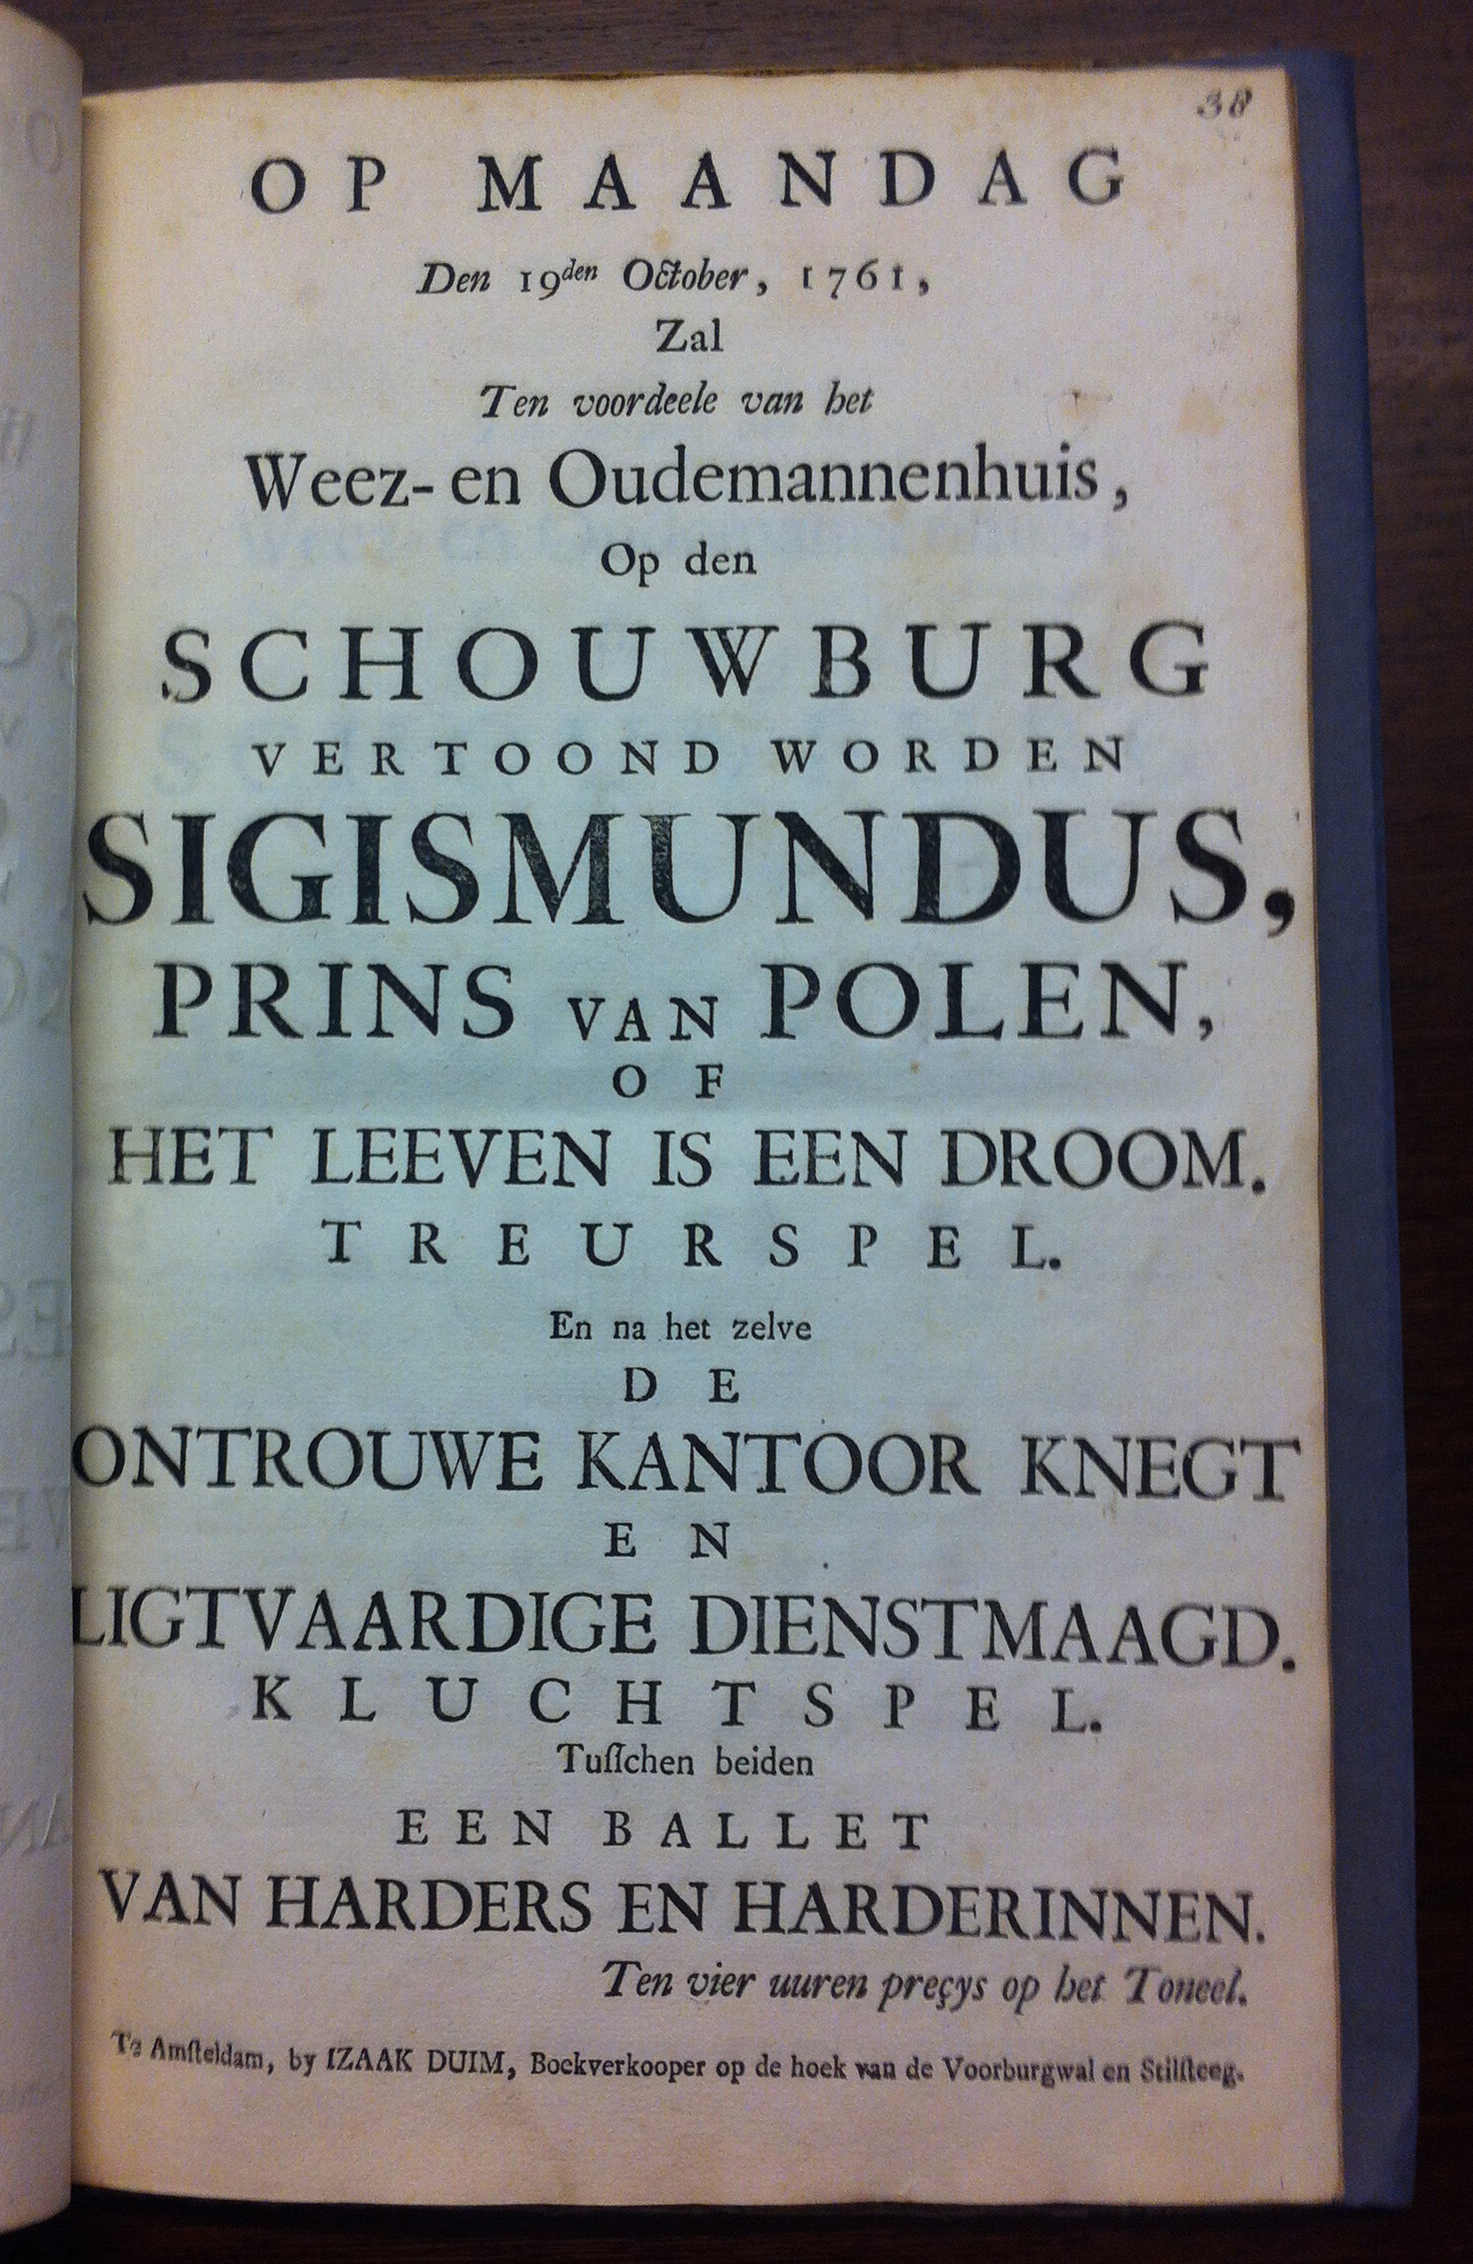 38
OP MAANDAG
Den 19den October, 1761,
Zal
Ten voordeele van het
Weez- en Oudemannenhuis,
Op den
SCHOUWBURG
VERTOOND WORDEN
SIGISMUNDUS,
PRINS VAN POLEN,
OF
HET LEEVEN IS EEN DROOM.
TREURSPEL.
En na het zelve
DE
ONTROUWE KANTOOR KNEGT
EN
LIGTVAARDIGE DIENSTMAAGD.
KLUCHTSPEL.
Tuſſchen beiden
EEN BALLET
VAN HARDERS EN HARDERINNEN.
Ten vier uuren preçys op het Toneel.
Te Amſteldam, by IZAAK DUIM, Boekverkooper op de hoek van de Voorburgwal en Stilſteeg.